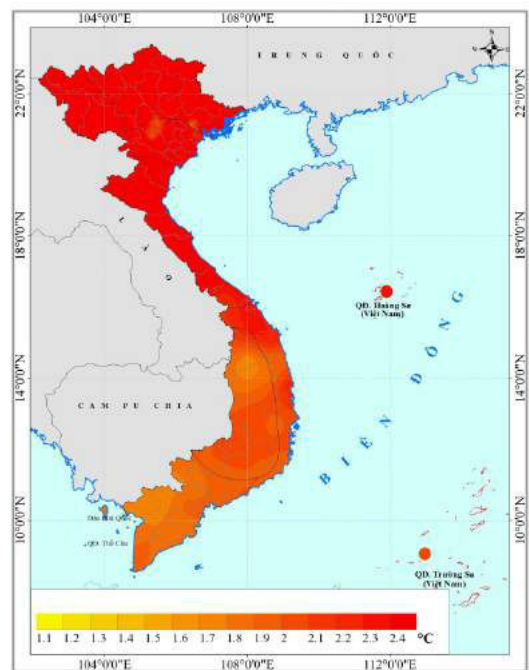 104°0'0"E 108°0'0"E 112°0'0"E
TRUNG QUỐC
22°0'0"N 22°0'0"N
LÀO
18°0'0"N 18°0'0"N
QĐ. Hoàng Sa
(Việt Nam)
14°0'0"N 14°0'0"N
CAM PU CHIA
BIỂN ĐÔNG
10°0'0"N 10°0'0"N
QĐ. Thổ Chu
QĐ. Trường Sa
(Việt Nam)
1.1 1.2 1.3 1.4 1.5 1.6 1.7 1.8 1.9 2 2.1 2.2 2.3 2.4 °C
104°0'0"E 108°0'0"E 112°0'0"E